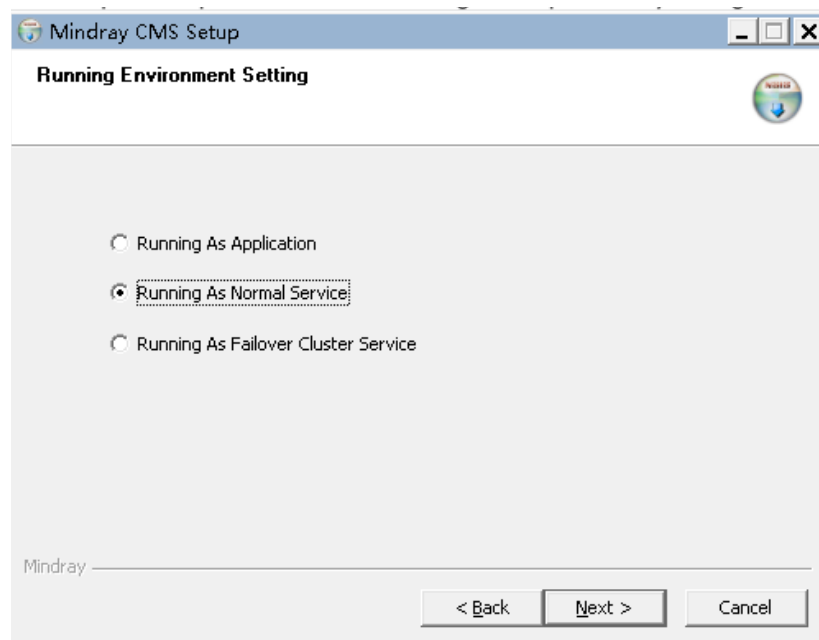 Mindray CMS Setup
Running Environment Setting
Running As Application
Running As Normal Service
Running As Failover Cluster Service
Mindray
< Back
Next >
Cancel